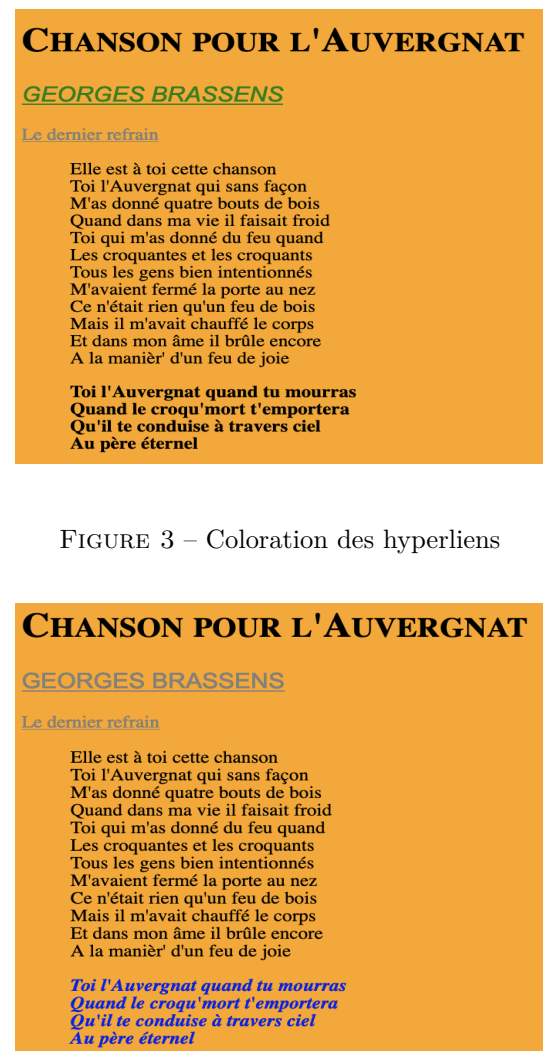 CHANSON POUR L'AUVERGNAT
GEORGES BRASSENS
Le dernier refrain
Elle est à toi cette chanson
Toi l'Auvergnat qui sans façon
M'as donné quatre bouts de bois
Quand dans ma vie il faisait froid
Toi qui m'as donné du feu quand
Les croquantes et les croquants
Tous les gens bien intentionnés
M'avaient fermé la porte au nez
Ce n'était rien qu'un feu de bois
Mais il m'avait chauffé le corps
Et dans mon âme il brûle encore
A la manièr' d'un feu de joie
Toi l'Auvergnat quand tu mourras
Quand le croqu'mort t'emportera
Qu'il te conduise à travers ciel
Au père éternel
FIGURE 3 – Coloration des hyperliens
CHANSON POUR L'AUVERGNAT
GEORGES BRASSENS
Le dernier refrain
Elle est à toi cette chanson
Toi l'Auvergnat qui sans façon
M'as donné quatre bouts de bois
Quand dans ma vie il faisait froid
Toi qui m'as donné du feu quand
Les croquantes et les croquants
Tous les gens bien intentionnés
M'avaient fermé la porte au nez
Ce n'était rien qu'un feu de bois
Mais il m'avait chauffé le corps
Et dans mon âme il brûle encore
A la manièr' d'un feu de joie
Toi l'Auvergnat quand tu mourras
Quand le croqu'mort t'emportera
Qu'il te conduise à travers ciel
Au père éternel